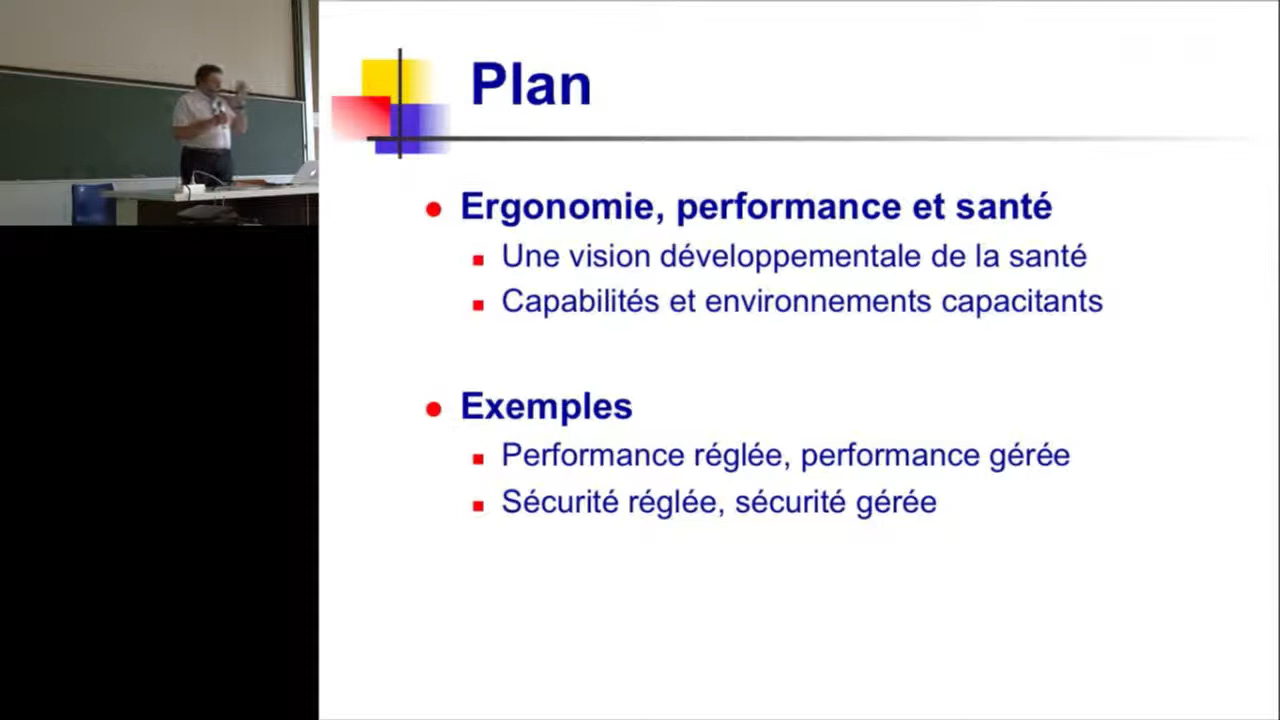 Plan
Ergonomie, performance et santé
Une vision développementale de la santé
Capabilités et environnements capacitants
Exemples
Performance réglée, performance gérée
Sécurité réglée, sécurité gérée